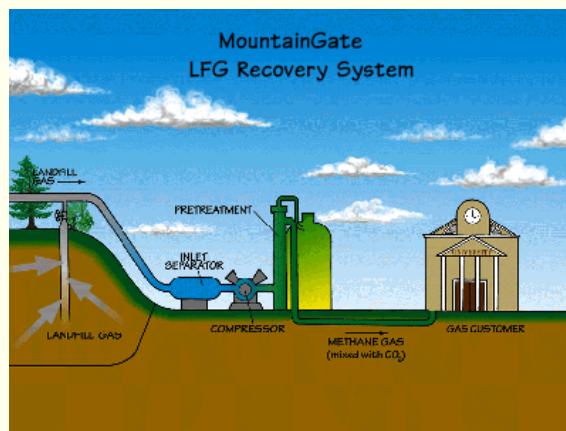 MountainGate
LFG Recovery System
LANDFILL
GAS
PRETREATMENT
INLET
SEPARATOR
UNIVERSITY
LANDFILL GAS
COMPRESSOR
METHANE GAS
(mixed with CO2)
GAS CUSTOMER